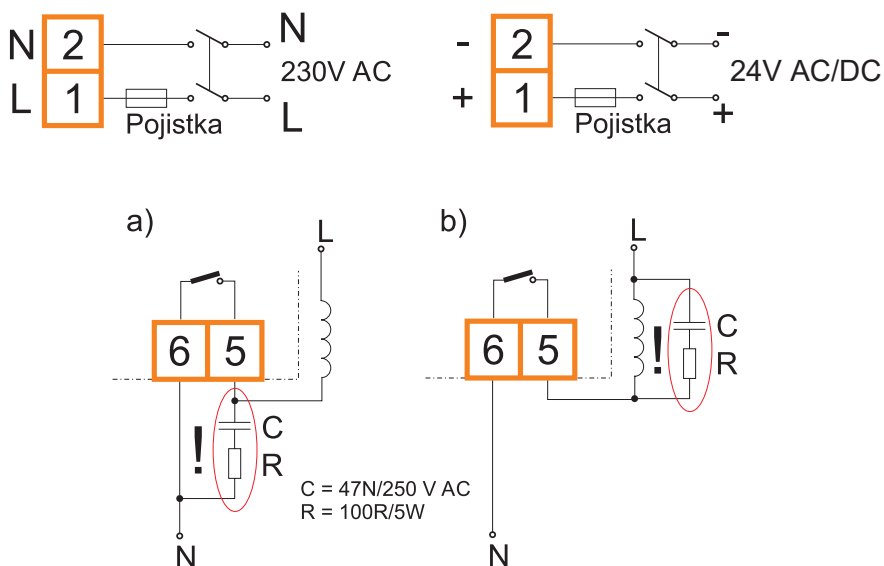 N 2 N
230V AC
L 1 L
Pojistka
- 2 -
24V AC/DC
+ 1 +
Pojistka
a)
L
6 5
! C
R
C = 47N/250 V AC
R = 100R/5W
N
b)
L
6 5
! C
R
N